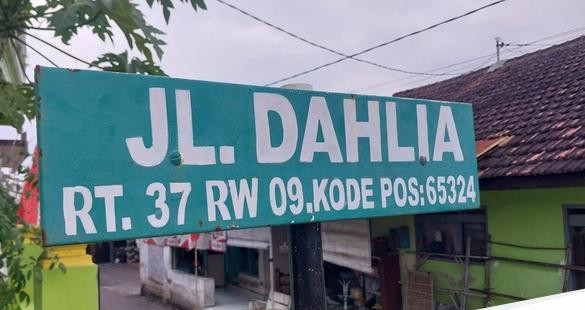 JL. DAHLIA
RT. 37 RW 09. KODE POS: 65324